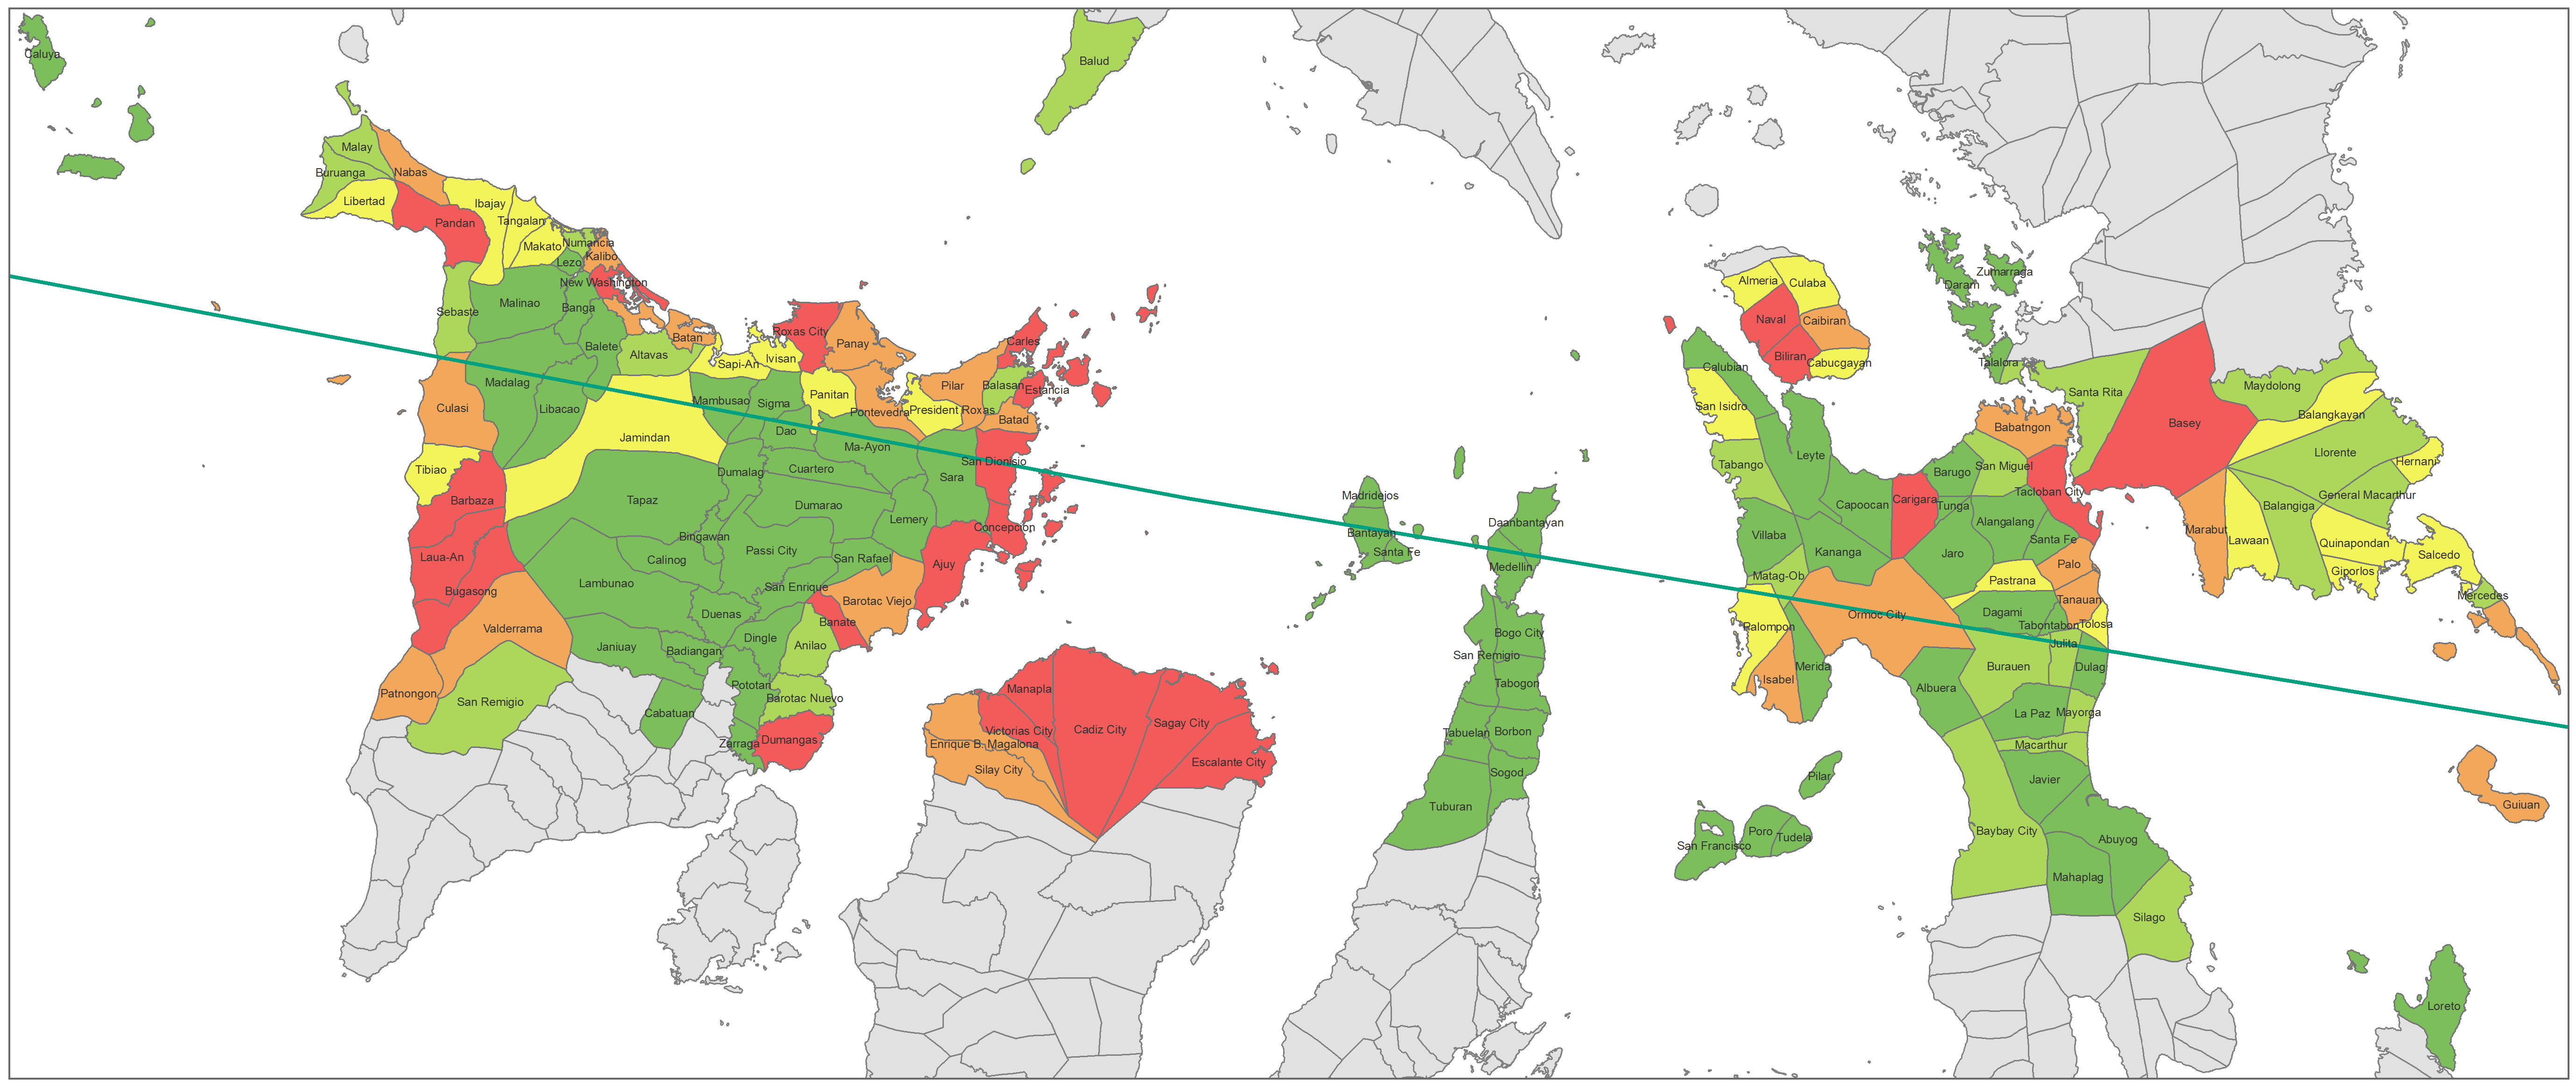 Caluya
Balud
Malay
Buruanga
Nabas
Libertad
Ibajay
Pandan
Tangalan
Makato
Numancia
Kalibo
Lezo
New Washington
Malinao
Banga
Sebaste
Batan
Balete
Altavas
Roxas City
Panay
Ivisan
Sapi-An
Carles
Madalag
Libacao
Culasi
Mambusao
Sigma
Panitan
Pilar
Balasan
Estancia
Pontevedra
President Roxas
Batad
Jamindan
Dao
Ma-Ayon
Tibiao
San Dionisio
Dumalag
Cuartero
Sara
Barbaza
Tapaz
Dumarao
Lemery
Concepcion
Bingawan
Passi City
Laua-An
Calinog
San Rafael
Ajuy
Bugasong
Lambunao
San Enrique
Barotac Viejo
Duenas
Banate
Valderrama
Dingle
Anilao
Janiuay
Badiangan
Patnongon
San Remigio
Pototan
Barotac Nuevo
Cabatuan
Zarraga
Dumangas
Manapla
Victorias City
Cadiz City
Sagay City
Enrique B. Magalona
Silay City
Escalante City
Madridejos
Bantayan
Santa Fe
Daanbantayan
Medellin
Bogo City
San Remigio
Tabogon
Tabuelan
Borbon
Sogod
Tuburan
Almeria
Culaba
Naval
Caibiran
Biliran
Cabucgayan
Zumarraga
Daram
Talalora
Calubian
San Isidro
Santa Rita
Maydolong
Balangkayan
Basey
Babatngon
Leyte
Tabango
Barugo
San Miguel
Llorente
Hernani
Carigara
Tacloban City
General Macarthur
Capoocan
Tunga
Balangiga
Alangalang
Marabut
Lawaan
Villaba
Kananga
Jaro
Santa Fe
Quinapondan
Salcedo
Palo
Giporlos
Matag-Ob
Pastrana
Mercedes
Tanauan
Ormoc City
Dagami
Palompon
Tabontabon
Tolosa
Julita
Merida
Burauen
Dulag
Isabel
Albuera
La Paz
Mayorga
Macarthur
Pilar
Javier
Guiuan
San Francisco
Poro
Tudela
Baybay City
Abuyog
Mahaplag
Silago
Loreto